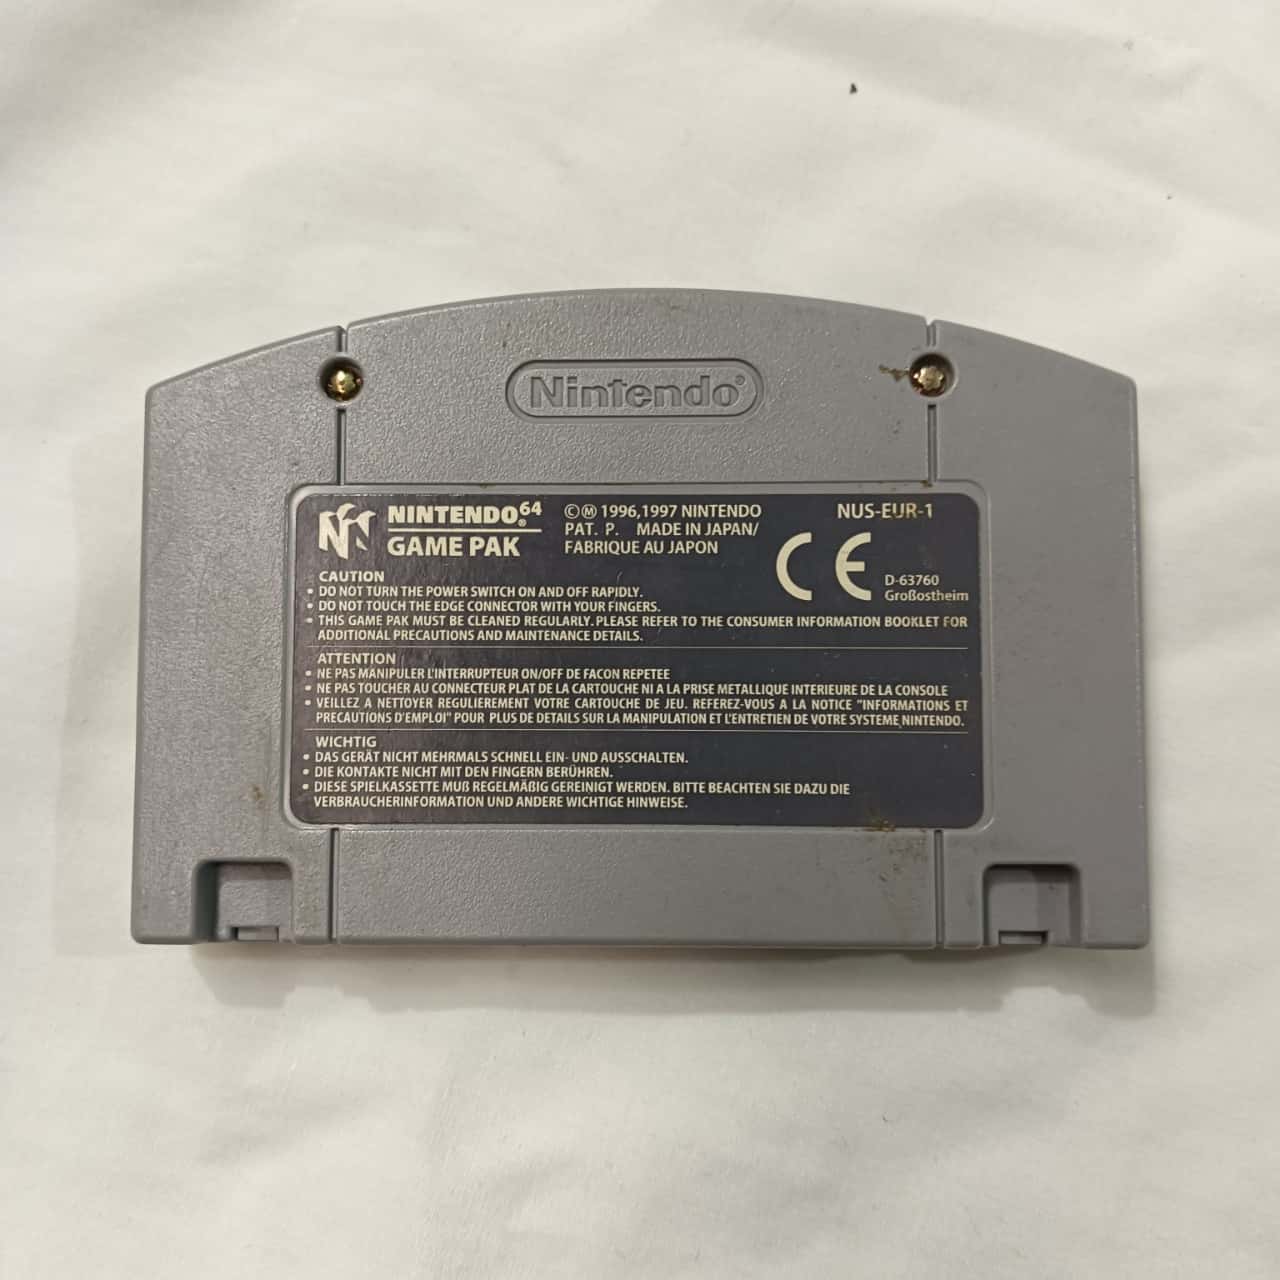 Nintendo®
NINTENDO64®
GAME PAK
©Ⓜ 1996,1997 NINTENDO
PAT. P. MADE IN JAPAN/
FABRIQUE AU JAPON
NUS-EUR-1
CE
D-63760
Großostheim
CAUTION
• DO NOT TURN THE POWER SWITCH ON AND OFF RAPIDLY.
• DO NOT TOUCH THE EDGE CONNECTOR WITH YOUR FINGERS.
• THIS GAME PAK MUST BE CLEANED REGULARLY. PLEASE REFER TO THE CONSUMER INFORMATION BOOKLET FOR
ADDITIONAL PRECAUTIONS AND MAINTENANCE DETAILS.
ATTENTION
• NE PAS MANIPULER L'INTERRUPTEUR ON/OFF DE FACON REPETEE
• NE PAS TOUCHER AU CONNECTEUR PLAT DE LA CARTOUCHE NI A LA PRISE METALLIQUE INTERIEURE DE LA CONSOLE
• VEILLEZ A NETTOYER REGULIEREMENT VOTRE CARTOUCHE DE JEU. REFEREZ-VOUS A LA NOTICE "INFORMATIONS ET
PRECAUTIONS D'EMPLOI" POUR PLUS DE DETAILS SUR LA MANIPULATION ET L'ENTRETIEN DE VOTRE SYSTEME NINTENDO.
WICHTIG
• DAS GERÄT NICHT MEHRMALS SCHNELL EIN- UND AUSSCHALTEN.
• DIE KONTAKTE NICHT MIT DEN FINGERN BERÜHREN.
• DIESE SPIELKASSETTE MUß REGELMÄßIG GEREINIGT WERDEN. BITTE BEACHTEN SIE DAZU DIE
VERBRAUCHERINFORMATION UND ANDERE WICHTIGE HINWEISE.